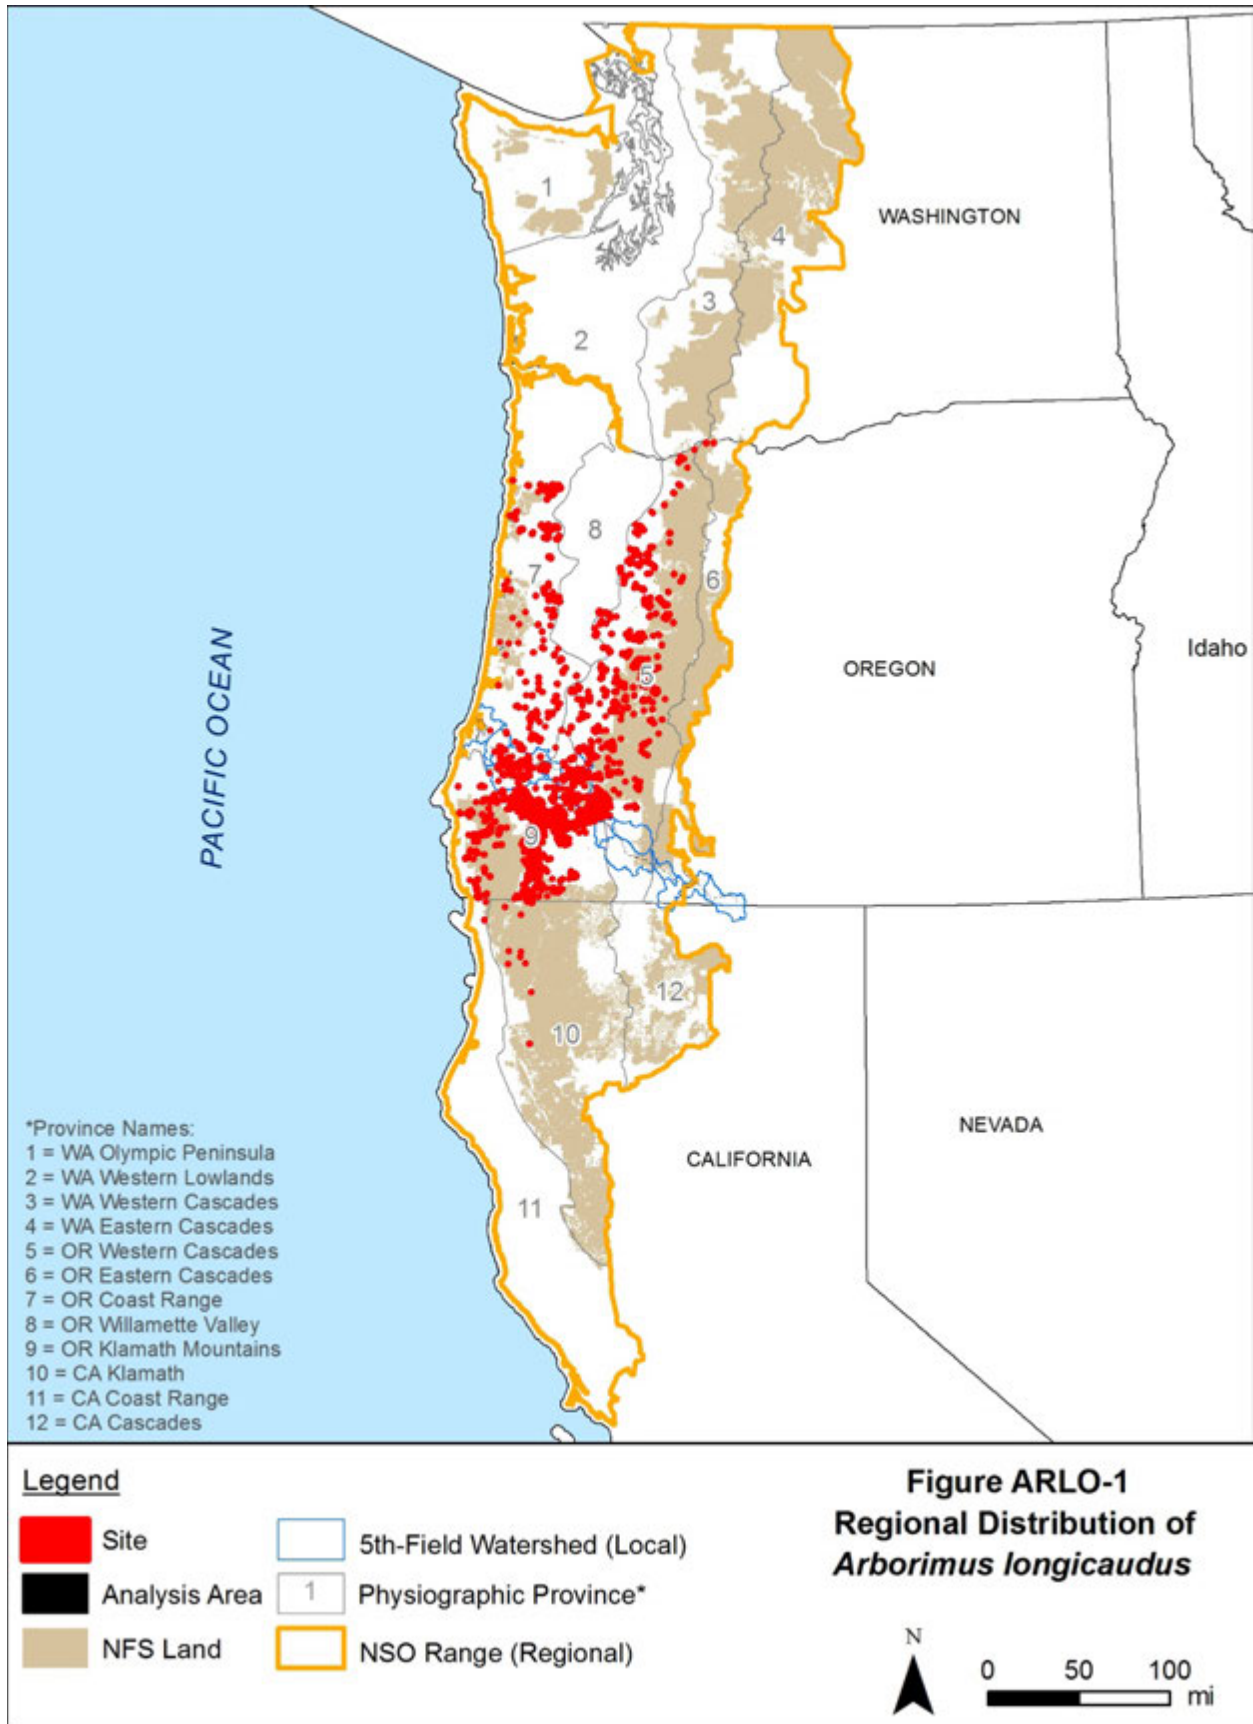 1
WASHINGTON
4
3
2
8
7
6
Idaho
OREGON
5
PACIFIC OCEAN
9
12
10
NEVADA
CALIFORNIA
11
*Province Names:
1 = WA Olympic Peninsula
2 = WA Western Lowlands
3 = WA Western Cascades
4 = WA Eastern Cascades
5 = OR Western Cascades
6 = OR Eastern Cascades
7 = OR Coast Range
8 = OR Willamette Valley
9 = OR Klamath Mountains
10 = CA Klamath
11 = CA Coast Range
12 = CA Cascades
Legend
Site
Analysis Area
NFS Land
5th-Field Watershed (Local)
1 Physiographic Province*
NSO Range (Regional)
Figure ARLO-1
Regional Distribution of
Arborimus longicaudus
N
0 50 100
mi